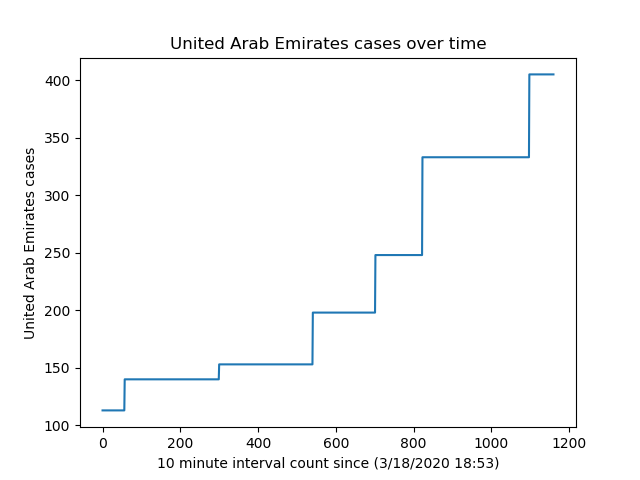 United Arab Emirates cases over time
400
350
300
250
200
150
100
United Arab Emirates cases
0 200 400 600 800 1000 1200
10 minute interval count since (3/18/2020 18:53)